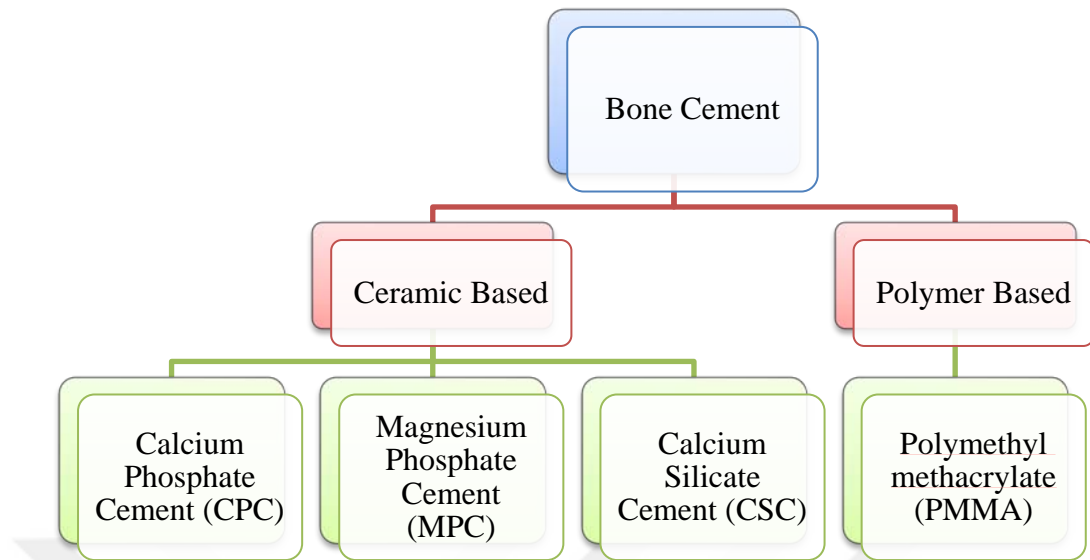 Bone Cement
Ceramic Based
Polymer Based
Calcium
Phosphate
Cement (CPC)
Magnesium
Phosphate
Cement
(MPC)
Calcium
Silicate
Cement (CSC)
Polymethyl
methacrylate
(PMMA)